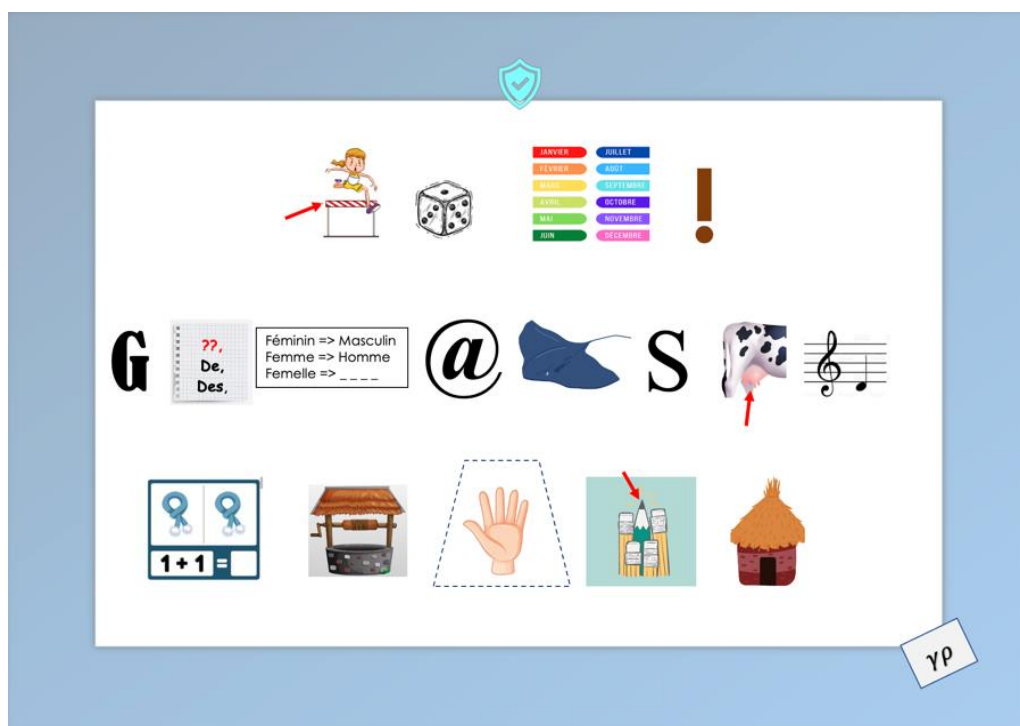 JANVIER JUILLET
FÉVRIER AOÛT
MARS SEPTEMBRE
AVRIL OCTOBRE
MAI NOVEMBRE
JUIN DÉCEMBRE
!
G
??,
De,
Des,
Féminin => Masculin
Femme => Homme
Femelle => _ _ _ _
@
S
1 + 1 =
γρ